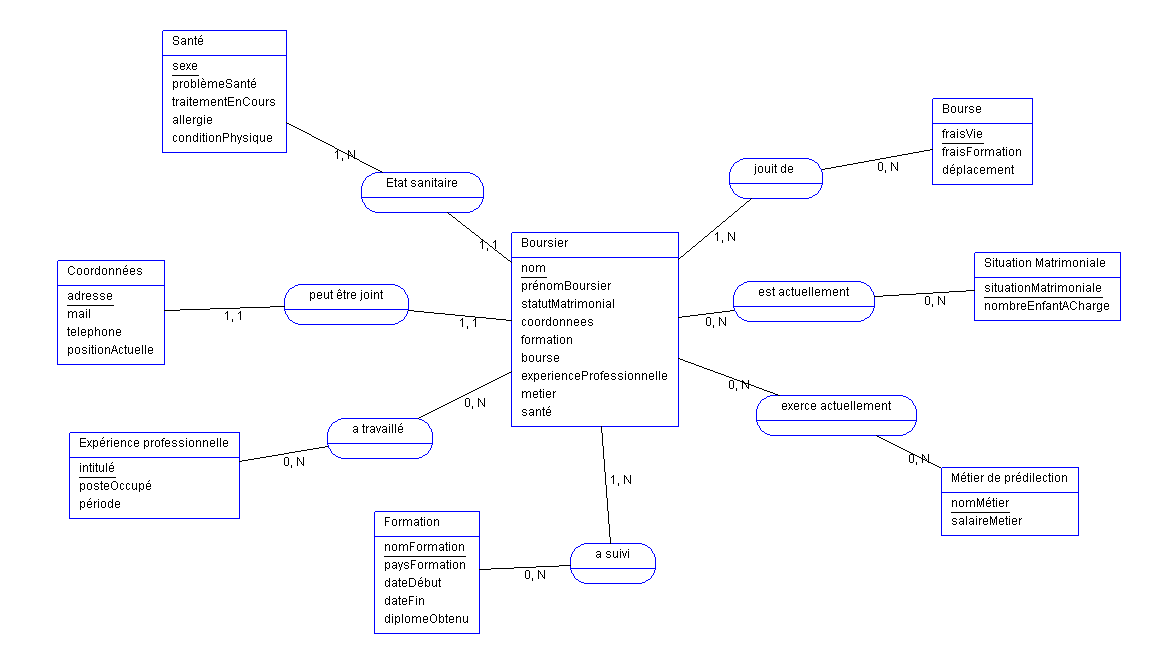 Santé
sexe
problèmeSanté
traitementEnCours
allergie
conditionPhysique
1, N
Etat sanitaire
1,1
Bourse
fraisVie
fraisFormation
déplacement
0, N
jouit de
1, N
Boursier
nom
prénomBoursier
statutMatrimonial
coordonnees
formation
bourse
experienceProfessionnelle
metier
santé
Coordonnées
adresse
mail
telephone
positionActuelle
1, 1
peut être joint
1, 1
Situation Matrimoniale
situationMatrimoniale
nombreEnfantACharge
0, N
est actuellement
0, N
0, N
exerce actuellement
0, N
Métier de prédilection
nomMétier
salaireMetier
0, N
a travaillé
0, N
Expérience professionnelle
intitulé
posteOccupé
période
1, N
a suivi
0, N
Formation
nomFormation
paysFormation
dateDébut
dateFin
diplomeObtenu